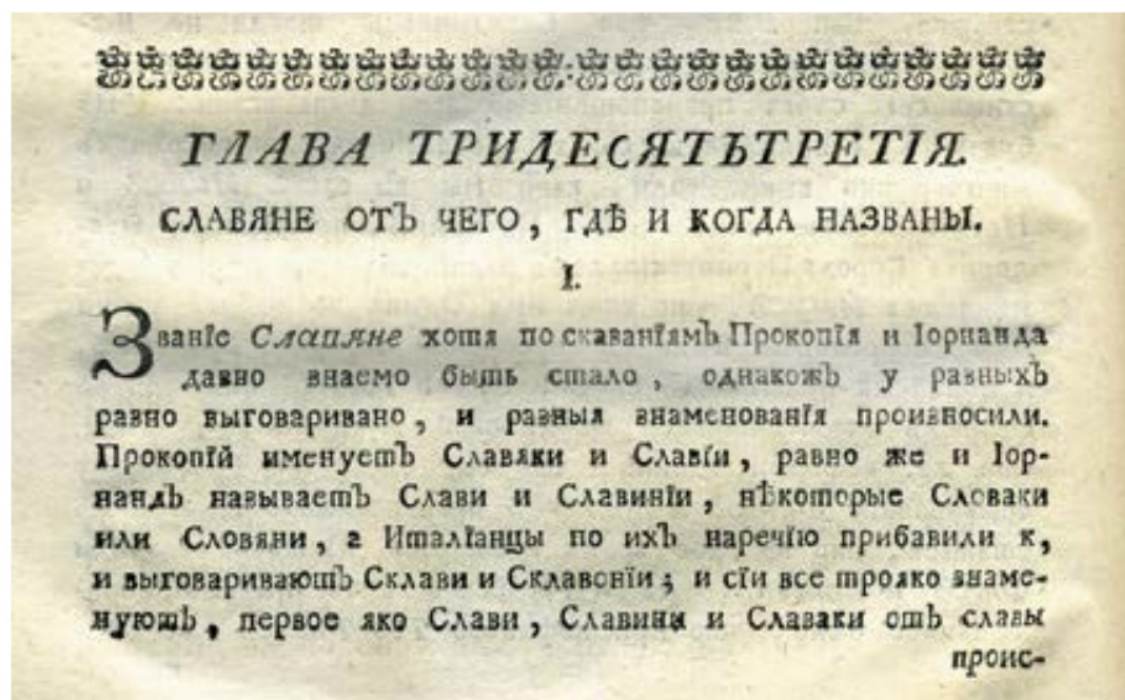 ГЛАВА ТРИДЕСЯТЬТРЕТІЯ.
СЛАВЯНЕ ОТЪ ЧЕГО, ГДѢ И КОГДА НАЗВАНЫ.
I.
Званіе Славяне хотя по сказаніямъ Прокопія и Іорнанда
давно знаемо быть стало, однакожъ у разныхъ
разно выговаривано, и разныя знаменованія произносили.
Прокопій именуетъ Славяки и Славіи, равно же и Іор-
нандъ называетъ Слави и Славиніи, нѣкоторые Словаки
или Словяни, а Италіанцы по ихъ наречію прибавили к,
и выговариваютъ Склави и Склавоніи; и сіи все трояко знаме-
нуютъ, первое яко Слави, Славини и Славаки отъ славы
проис-